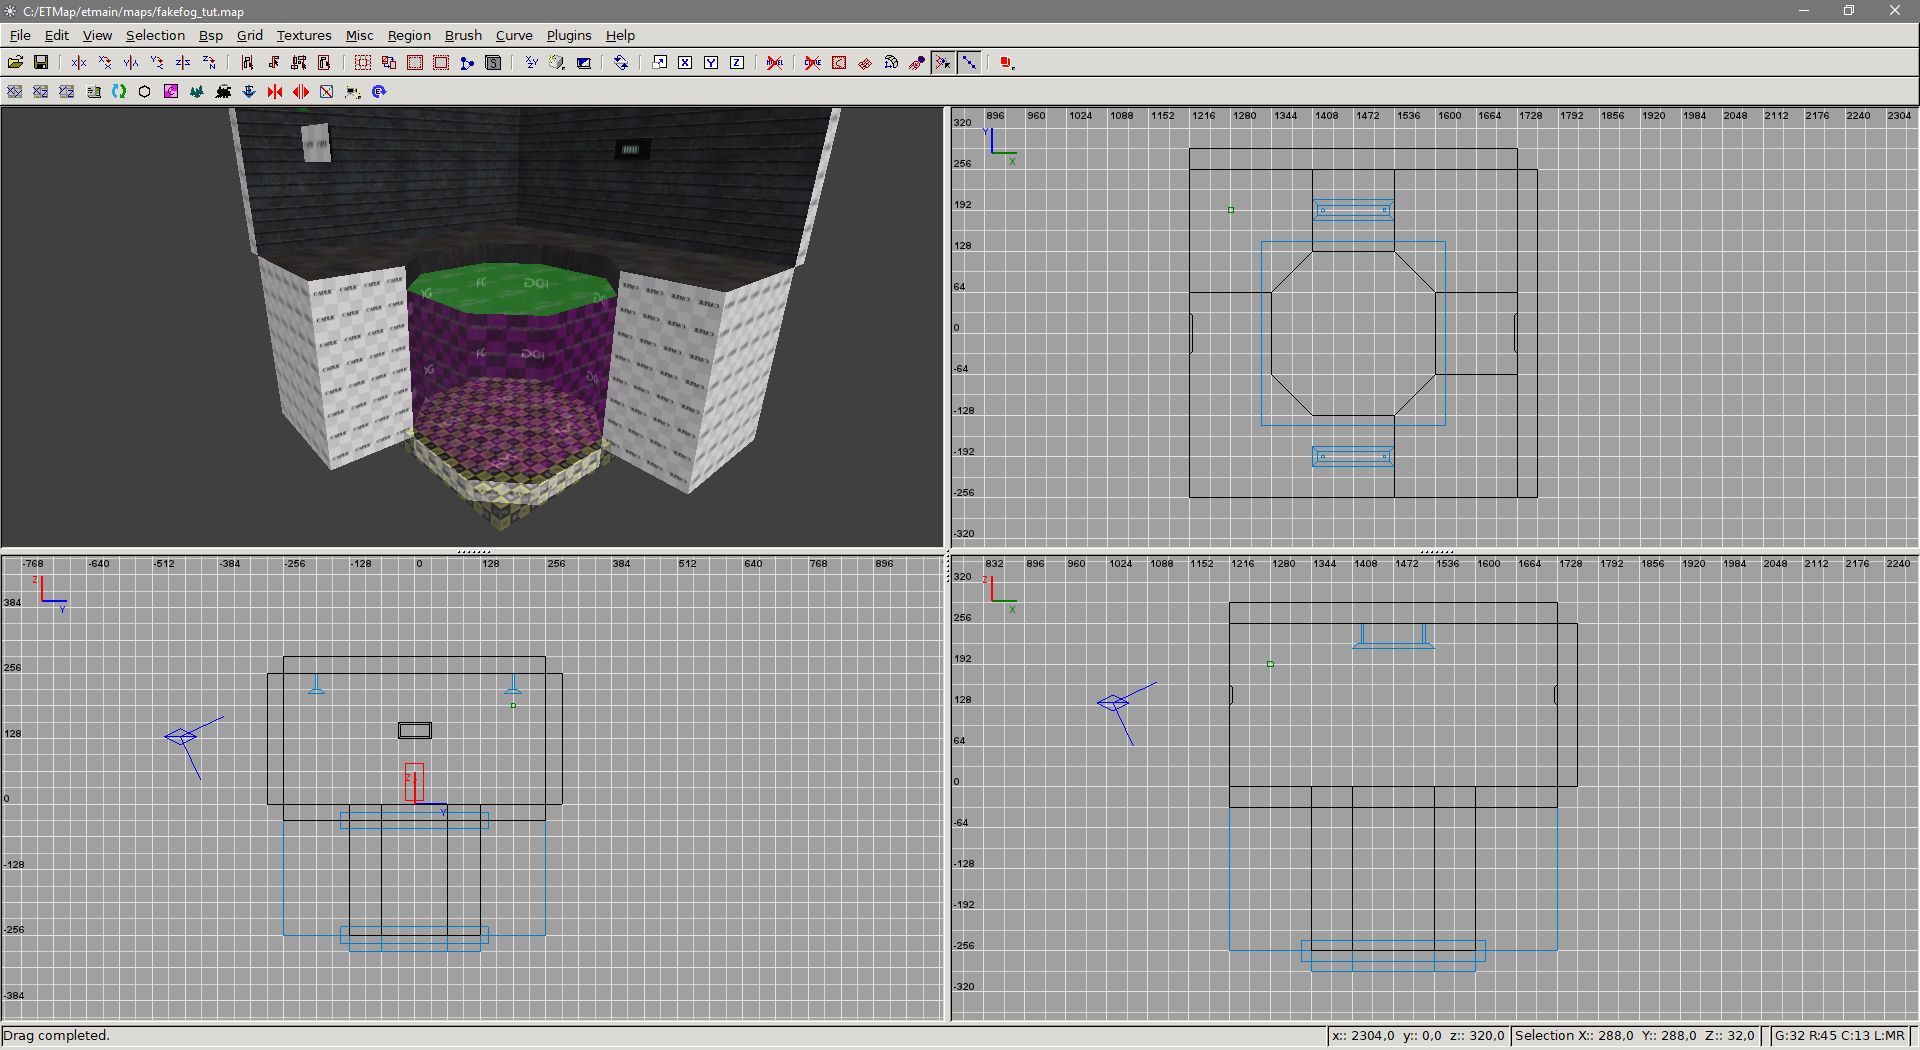 C:/ETMap/etmain/maps/fakefog_tut.map
File Edit View Selection Bsp Grid Textures Misc Region Brush Curve Plugins Help
896 960 1024 1088 1152 1216 1280 1344 1408 1472 1536 1600 1664 1728 1792 1856 1920 1984 2048 2112 2176 2240 2304
320
Y
X
256
192
128
64
0
-64
-128
-192
-256
-320
FOG
FOG
-768 -640 -512 -384 -256 -128 0 128 256 384 512 640 768 896
Z
Y
384
256
128
0
-128
-256
-384
Z
Y
832 896 960 1024 1088 1152 1216 1280 1344 1408 1472 1536 1600 1664 1728 1792 1856 1920 1984 2048 2112 2176 2240
320
Z
X
256
192
128
64
0
-64
-128
-192
-256
-320
Drag completed.
x:: 2304,0 y:: 0,0 z:: 320,0
Selection X:: 288,0 Y:: 288,0 Z:: 32,0
G:32 R:45 C:13 L:MR